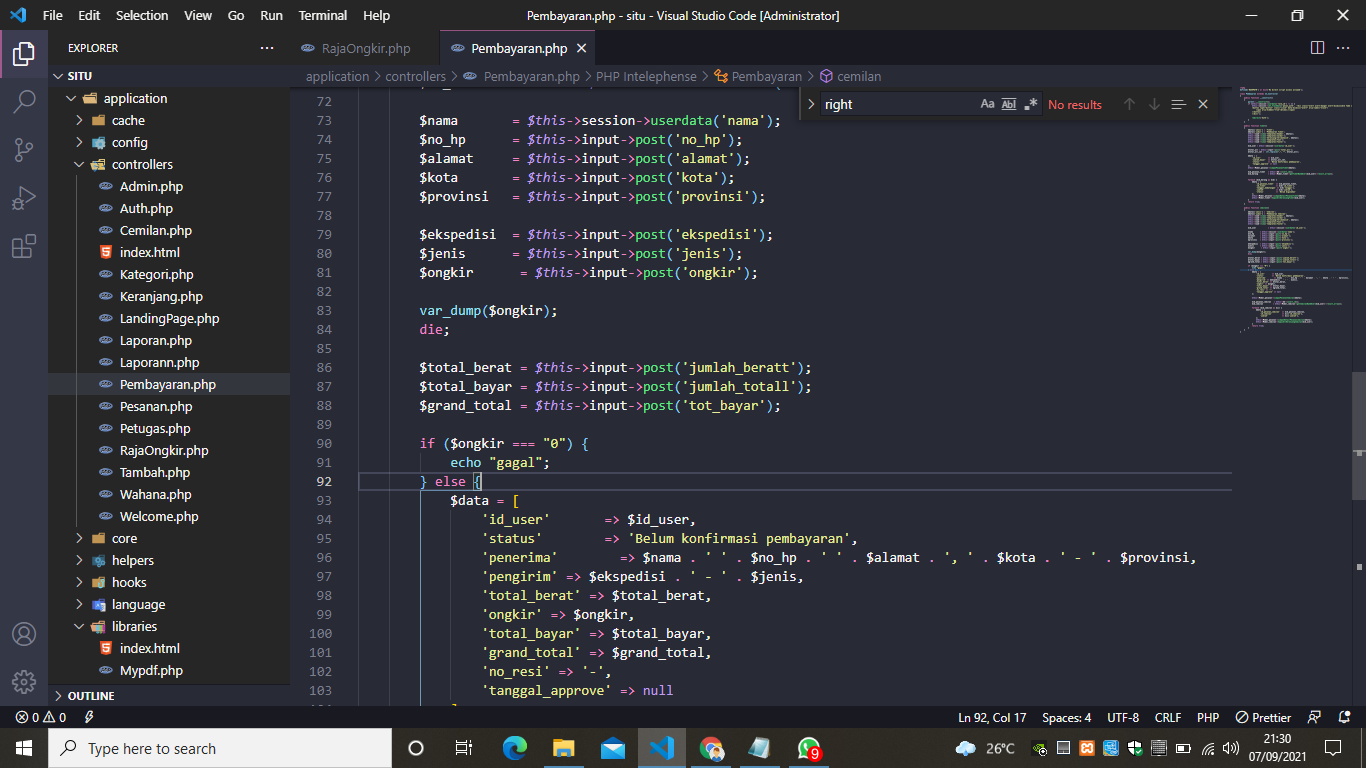 File Edit Selection View Go Run Terminal Help Pembayaran.php - situ - Visual Studio Code [Administrator]
EXPLORER
RajaOngkir.php Pembayaran.php
SITU
application > controllers > Pembayaran.php > PHP Intelephense > Pembayaran > cemilan
right Aa Abl .* No results
application
cache
config
controllers
Admin.php
Auth.php
Cemilan.php
index.html
Kategori.php
Keranjang.php
LandingPage.php
Laporan.php
Laporann.php
Pembayaran.php
Pesanan.php
Petugas.php
RajaOngkir.php
Tambah.php
Wahana.php
Welcome.php
core
helpers
hooks
language
libraries
index.html
Mypdf.php
OUTLINE
72
73 $nama = $this->session->userdata('nama');
74 $no_hp = $this->input->post('no_hp');
75 $alamat = $this->input->post('alamat');
76 $kota = $this->input->post('kota');
77 $provinsi = $this->input->post('provinsi');
78
79 $ekspedisi = $this->input->post('ekspedisi');
80 $jenis = $this->input->post('jenis');
81 $ongkir = $this->input->post('ongkir');
82
83 var_dump($ongkir);
84 die;
85
86 $total_berat = $this->input->post('jumlah_beratt');
87 $total_bayar = $this->input->post('jumlah_totall');
88 $grand_total = $this->input->post('tot_bayar');
89
90 if ($ongkir === "0") {
91 echo "gagal";
92 } else {
93 $data = [
94 'id_user' => $id_user,
95 'status' => 'Belum konfirmasi pembayaran',
96 'penerima' => $nama . ' ' . $no_hp . ' ' . $alamat . ', ' . $kota . ' - ' . $provinsi,
97 'pengirim' => $ekspedisi . ' - ' . $jenis,
98 'total_berat' => $total_berat,
99 'ongkir' => $ongkir,
100 'total_bayar' => $total_bayar,
101 'grand_total' => $grand_total,
102 'no_resi' => '-',
103 'tanggal_approve' => null
0 0 Ln 92, Col 17 Spaces: 4 UTF-8 CRLF PHP Prettier
Type here to search 9 26°C 21:30
07/09/2021